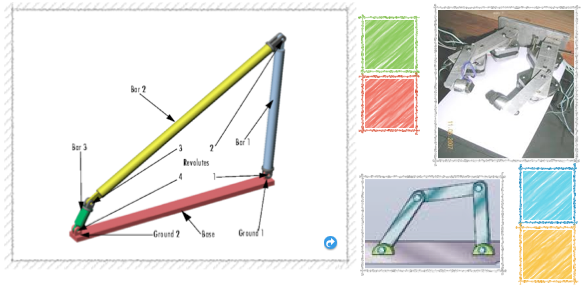 Bar 2
Bar 3
3
2
Bar 1
Revolutes
4
1
Ground 2
Base
Ground 1